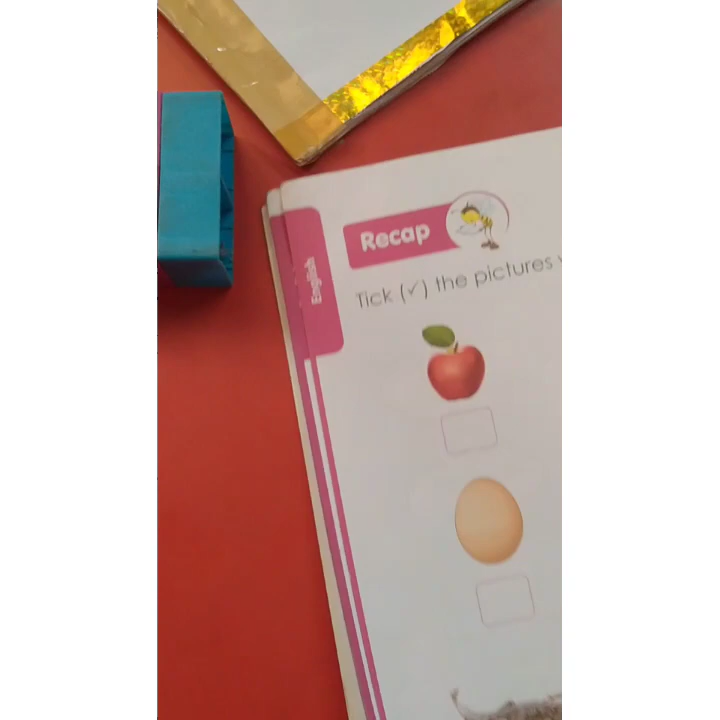 Recap
English
Tick (✓) the pictures